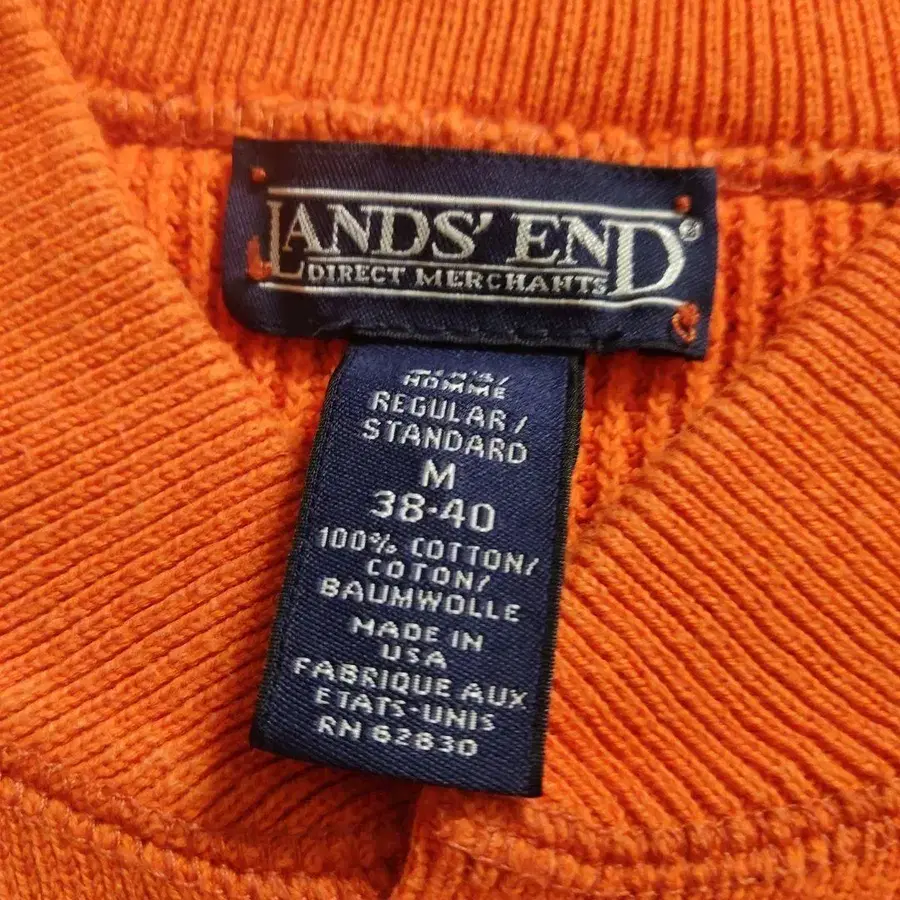 LANDS' END®
DIRECT MERCHANTS
HOMME
REGULAR /
STANDARD
M
38-40
100% COTTON/
COTON/
BAUMWOLLE
MADE IN
USA
FABRIQUE AUX
ETATS-UNIS
RN 62830